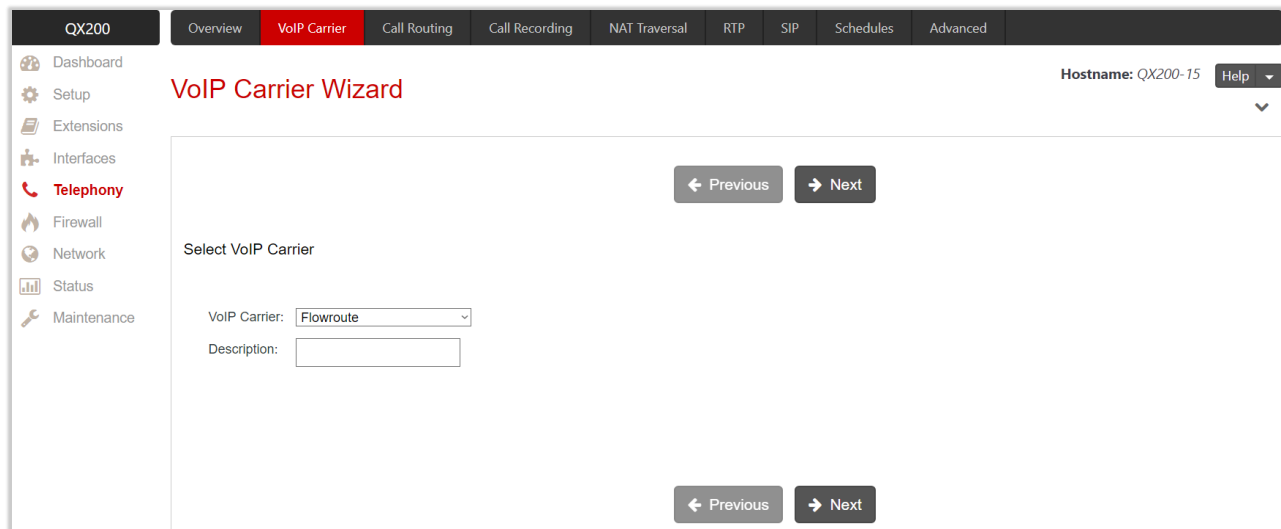 QX200
Overview VoIP Carrier Call Routing Call Recording NAT Traversal RTP SIP Schedules Advanced
Dashboard
Setup
Extensions
Interfaces
Telephony
Firewall
Network
Status
Maintenance
VoIP Carrier Wizard
Hostname: QX200-15 Help
Previous Next
Select VoIP Carrier
VoIP Carrier: Flowroute
Description:
Previous Next